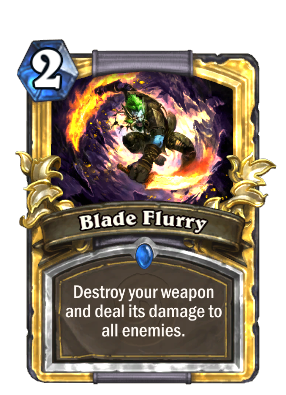 2
Blade Flurry
Destroy your weapon
and deal its damage to
all enemies.